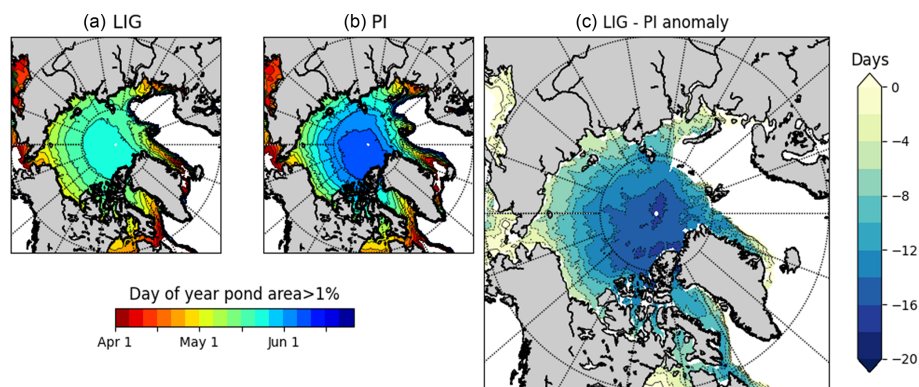 (a) LIG
(b) PI
(c) LIG - PI anomaly
Days
0
−4
−8
−12
−16
−20
Day of year pond area>1%
Apr 1 May 1 Jun 1